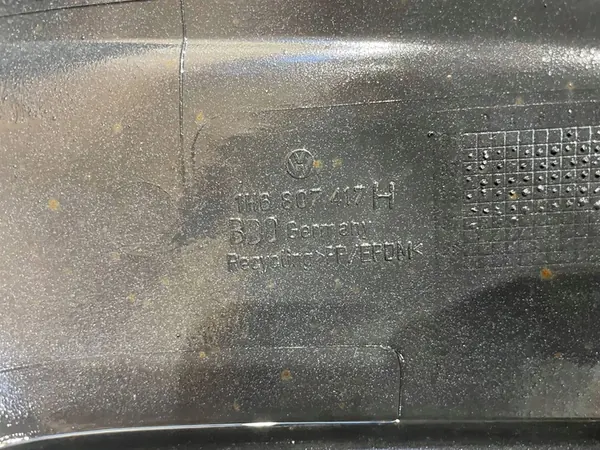 1H6 807 417 H
BBO Germany
Recycling >PP/EPDM<